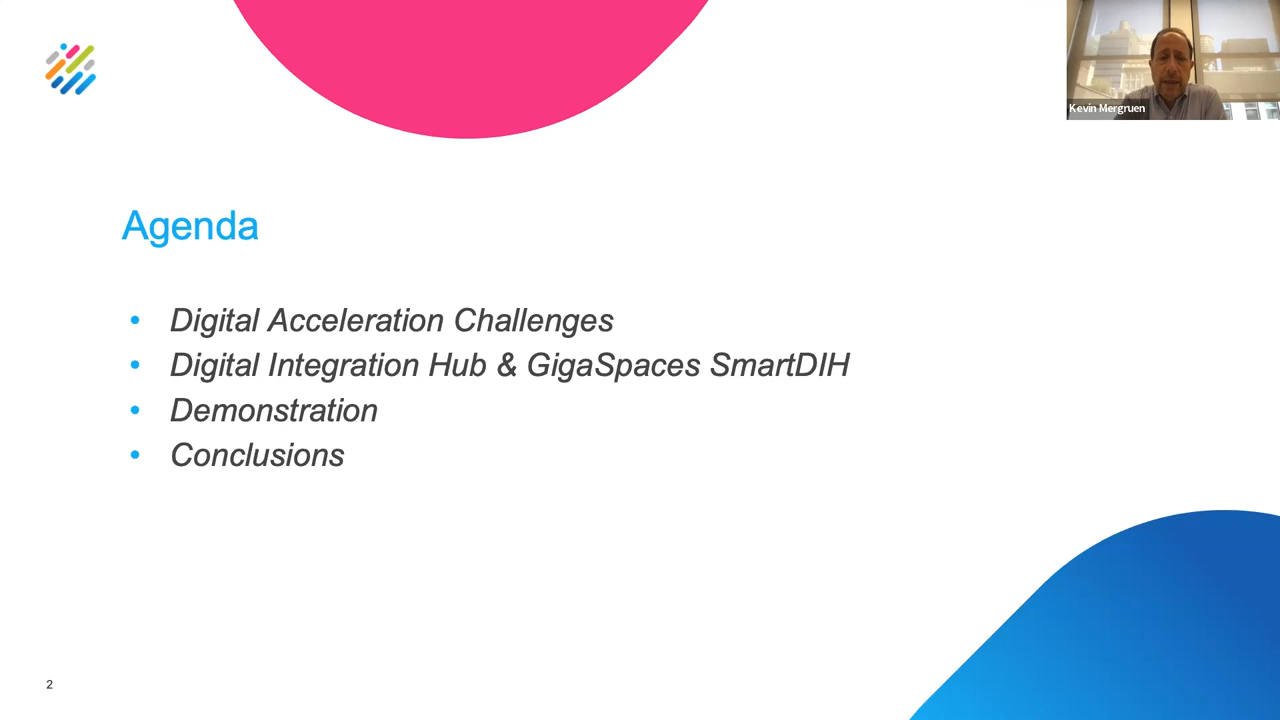 Kevin Mergruen
Agenda
• Digital Acceleration Challenges
• Digital Integration Hub & GigaSpaces SmartDIH
• Demonstration
• Conclusions
2